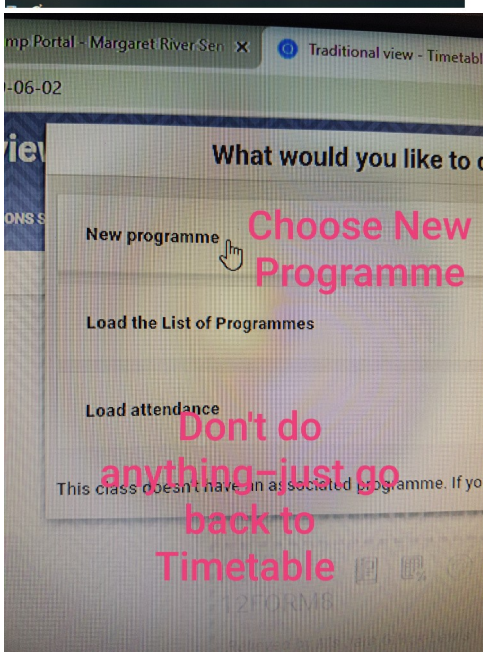 mp Portal - Margaret River Sen × Traditional view - Timetabl
-06-02
view
What would you like to
ONS S
New programme
Choose New
Programme
Load the List of Programmes
Load attendance
Don't do
anything–just go
This class doesn't have an associated programme. If yo
back to
Timetable
12FORM8